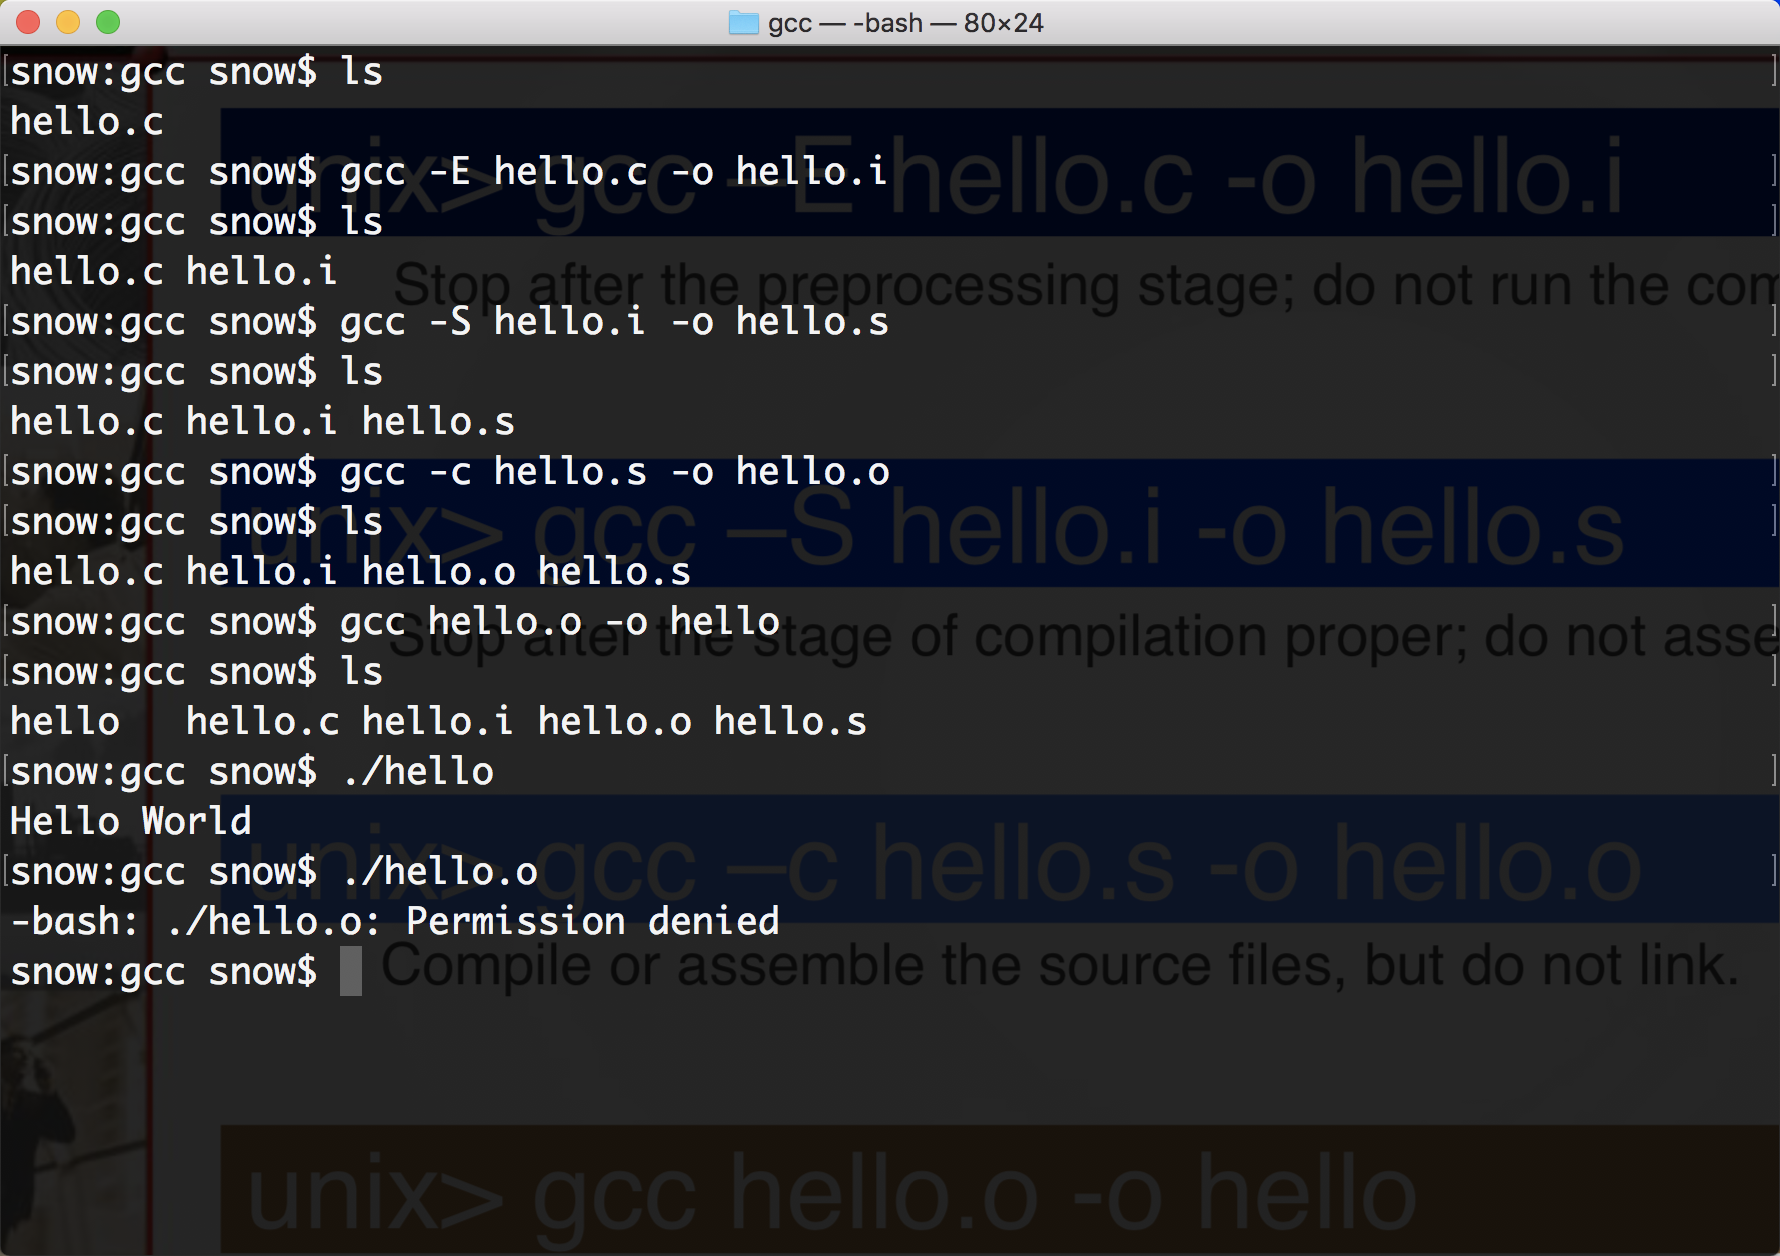 gcc — -bash — 80×24
snow:gcc snow$ ls
hello.c
snow:gcc snow$ gcc -E hello.c -o hello.i
snow:gcc snow$ ls
hello.c hello.i
snow:gcc snow$ gcc -S hello.i -o hello.s
snow:gcc snow$ ls
hello.c hello.i hello.s
snow:gcc snow$ gcc -c hello.s -o hello.o
snow:gcc snow$ ls
hello.c hello.i hello.o hello.s
snow:gcc snow$ gcc hello.o -o hello
snow:gcc snow$ ls
hello   hello.c hello.i hello.o hello.s
snow:gcc snow$ ./hello
Hello World
snow:gcc snow$ ./hello.o
-bash: ./hello.o: Permission denied
snow:gcc snow$
unix> gcc –E hello.c -o hello.i
Stop after the preprocessing stage; do not run the
unix> gcc –S hello.i -o hello.s
Stop after the stage of compilation proper; do not
unix> gcc –c hello.s -o hello.o
Compile or assemble the source files, but do not link.
unix> gcc hello.o -o hello